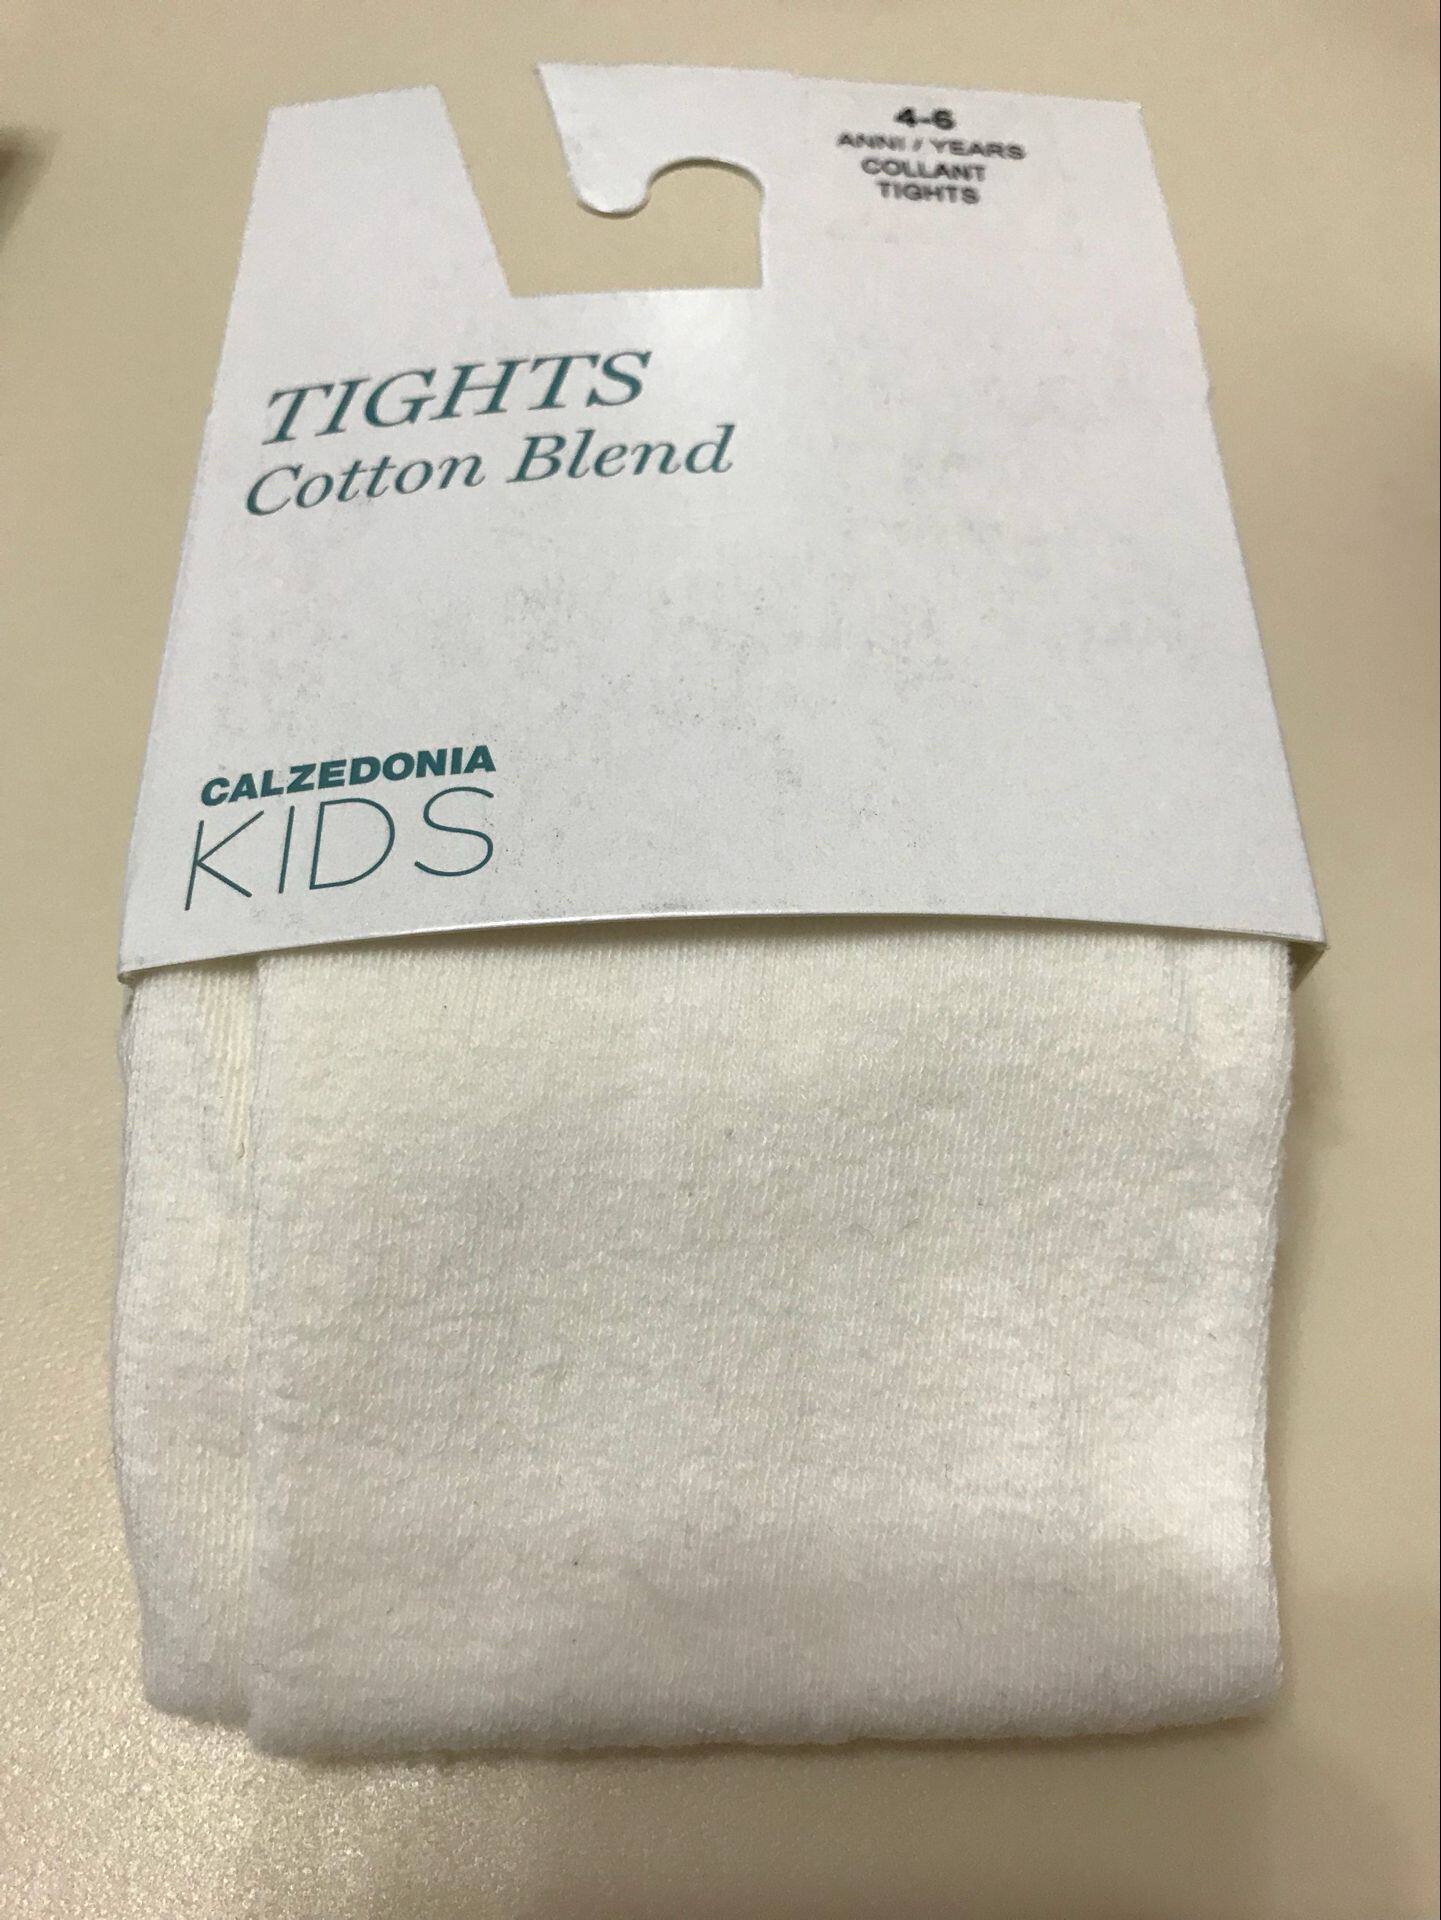 4-6
ANNI / YEARS
COLLANT
TIGHTS
TIGHTS
Cotton Blend
CALZEDONIA
KIDS